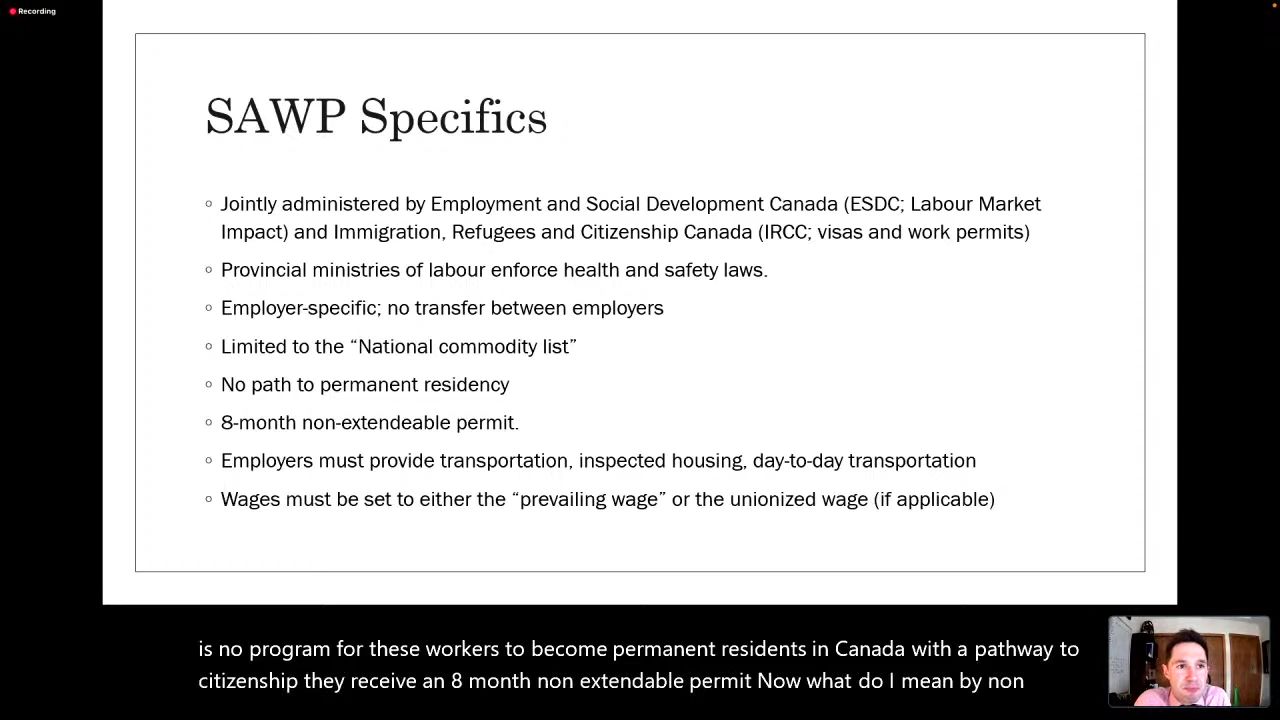 Recording
SAWP Specifics
Jointly administered by Employment and Social Development Canada (ESDC; Labour Market
Impact) and Immigration, Refugees and Citizenship Canada (IRCC; visas and work permits)
Provincial ministries of labour enforce health and safety laws.
Employer-specific; no transfer between employers
Limited to the “National commodity list”
No path to permanent residency
8-month non-extendeable permit.
Employers must provide transportation, inspected housing, day-to-day transportation
Wages must be set to either the “prevailing wage” or the unionized wage (if applicable)
is no program for these workers to become permanent residents in Canada with a pathway to
citizenship they receive an 8 month non extendable permit Now what do I mean by non